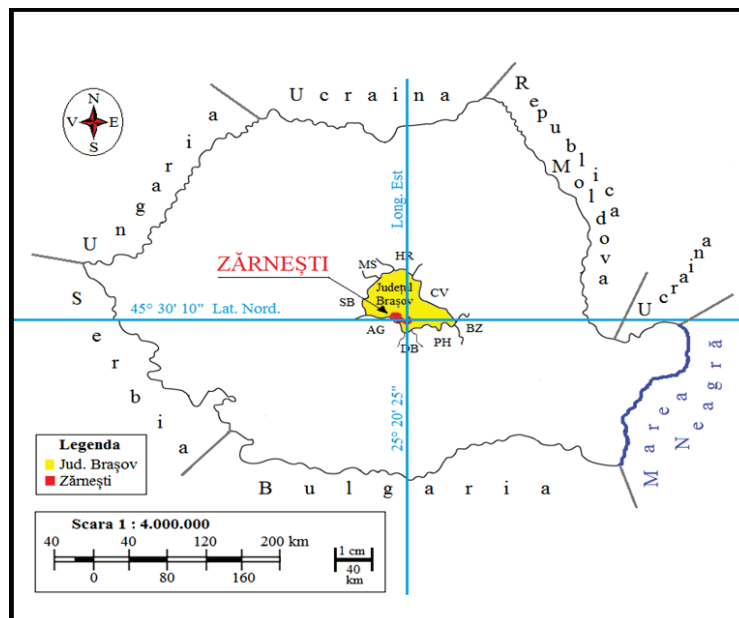 Ucraina
Republica
Moldova
Ungaria
N
V E
S
Long. Est
ZĂRNEȘTI
MS
HR
Județul
Brașov
CV
SB
45° 30' 10" Lat. Nord.
AG
DB
PH
BZ
Ucraina
Serbia
25° 20' 25"
Marea
Neagră
Legenda
Jud. Brașov
Zărnești
Bulgaria
Scara 1 : 4.000.000
40 40 120 200 km
0 80 160
1 cm
40
km